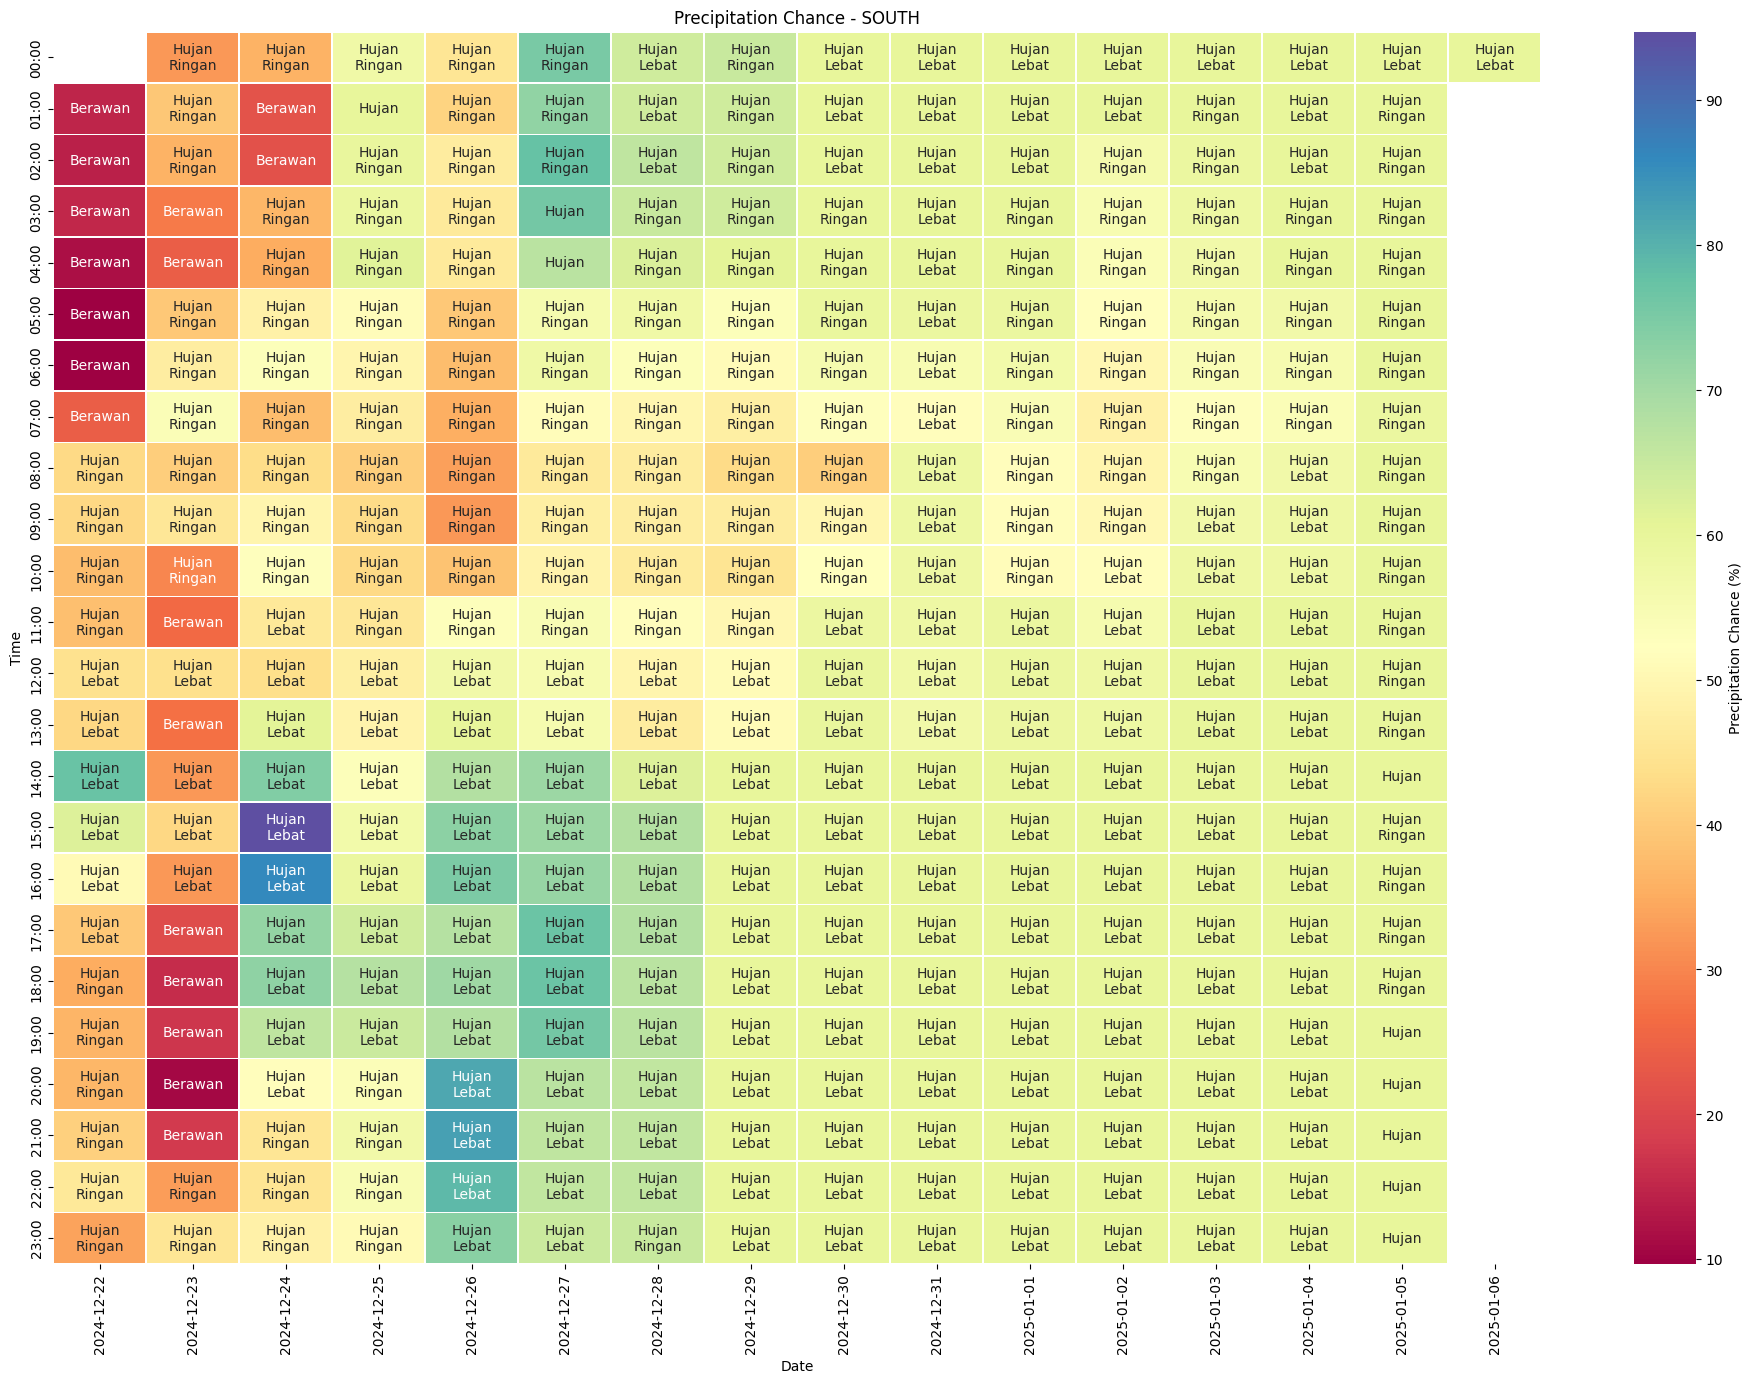 Precipitation Chance - SOUTH
00:00 Hujan Ringan Hujan Ringan Hujan Ringan Hujan Ringan Hujan Ringan Hujan Lebat Hujan Ringan Hujan Lebat Hujan Lebat Hujan Lebat Hujan Lebat Hujan Lebat Hujan Lebat Hujan Lebat Hujan Lebat
01:00 Berawan Hujan Ringan Berawan Hujan Hujan Ringan Hujan Ringan Hujan Lebat Hujan Ringan Hujan Lebat Hujan Lebat Hujan Lebat Hujan Lebat Hujan Ringan Hujan Lebat Hujan Ringan
02:00 Berawan Hujan Ringan Berawan Hujan Ringan Hujan Ringan Hujan Ringan Hujan Lebat Hujan Ringan Hujan Lebat Hujan Lebat Hujan Lebat Hujan Ringan Hujan Ringan Hujan Lebat Hujan Ringan
03:00 Berawan Berawan Hujan Ringan Hujan Ringan Hujan Ringan Hujan Hujan Ringan Hujan Ringan Hujan Ringan Hujan Lebat Hujan Ringan Hujan Ringan Hujan Ringan Hujan Ringan Hujan Ringan
04:00 Berawan Berawan Hujan Ringan Hujan Ringan Hujan Ringan Hujan Hujan Ringan Hujan Ringan Hujan Ringan Hujan Lebat Hujan Ringan Hujan Ringan Hujan Ringan Hujan Ringan Hujan Ringan
05:00 Berawan Hujan Ringan Hujan Ringan Hujan Ringan Hujan Ringan Hujan Ringan Hujan Ringan Hujan Ringan Hujan Ringan Hujan Lebat Hujan Ringan Hujan Ringan Hujan Ringan Hujan Ringan Hujan Ringan
06:00 Berawan Hujan Ringan Hujan Ringan Hujan Ringan Hujan Ringan Hujan Ringan Hujan Ringan Hujan Ringan Hujan Ringan Hujan Lebat Hujan Ringan Hujan Ringan Hujan Ringan Hujan Ringan Hujan Ringan
07:00 Berawan Hujan Ringan Hujan Ringan Hujan Ringan Hujan Ringan Hujan Ringan Hujan Ringan Hujan Ringan Hujan Ringan Hujan Lebat Hujan Ringan Hujan Ringan Hujan Ringan Hujan Ringan Hujan Ringan
08:00 Hujan Ringan Hujan Ringan Hujan Ringan Hujan Ringan Hujan Ringan Hujan Ringan Hujan Ringan Hujan Ringan Hujan Ringan Hujan Lebat Hujan Ringan Hujan Ringan Hujan Ringan Hujan Lebat Hujan Ringan
09:00 Hujan Ringan Hujan Ringan Hujan Ringan Hujan Ringan Hujan Ringan Hujan Ringan Hujan Ringan Hujan Ringan Hujan Ringan Hujan Lebat Hujan Ringan Hujan Ringan Hujan Lebat Hujan Lebat Hujan Ringan
10:00 Hujan Ringan Hujan Ringan Hujan Ringan Hujan Ringan Hujan Ringan Hujan Ringan Hujan Ringan Hujan Ringan Hujan Ringan Hujan Lebat Hujan Ringan Hujan Lebat Hujan Lebat Hujan Lebat Hujan Ringan
11:00 Hujan Ringan Berawan Hujan Lebat Hujan Ringan Hujan Ringan Hujan Ringan Hujan Ringan Hujan Ringan Hujan Lebat Hujan Lebat Hujan Lebat Hujan Lebat Hujan Lebat Hujan Lebat Hujan Ringan
12:00 Hujan Lebat Hujan Lebat Hujan Lebat Hujan Lebat Hujan Lebat Hujan Lebat Hujan Lebat Hujan Lebat Hujan Lebat Hujan Lebat Hujan Lebat Hujan Lebat Hujan Lebat Hujan Lebat Hujan Ringan
13:00 Hujan Lebat Berawan Hujan Lebat Hujan Lebat Hujan Lebat Hujan Lebat Hujan Lebat Hujan Lebat Hujan Lebat Hujan Lebat Hujan Lebat Hujan Lebat Hujan Lebat Hujan Lebat Hujan Ringan
14:00 Hujan Lebat Hujan Lebat Hujan Lebat Hujan Lebat Hujan Lebat Hujan Lebat Hujan Lebat Hujan Lebat Hujan Lebat Hujan Lebat Hujan Lebat Hujan Lebat Hujan Lebat Hujan Lebat Hujan
15:00 Hujan Lebat Hujan Lebat Hujan Lebat Hujan Lebat Hujan Lebat Hujan Lebat Hujan Lebat Hujan Lebat Hujan Lebat Hujan Lebat Hujan Lebat Hujan Lebat Hujan Lebat Hujan Lebat Hujan Ringan
16:00 Hujan Lebat Hujan Lebat Hujan Lebat Hujan Lebat Hujan Lebat Hujan Lebat Hujan Lebat Hujan Lebat Hujan Lebat Hujan Lebat Hujan Lebat Hujan Lebat Hujan Lebat Hujan Lebat Hujan Ringan
17:00 Hujan Lebat Berawan Hujan Lebat Hujan Lebat Hujan Lebat Hujan Lebat Hujan Lebat Hujan Lebat Hujan Lebat Hujan Lebat Hujan Lebat Hujan Lebat Hujan Lebat Hujan Lebat Hujan Ringan
18:00 Hujan Ringan Berawan Hujan Lebat Hujan Lebat Hujan Lebat Hujan Lebat Hujan Lebat Hujan Lebat Hujan Lebat Hujan Lebat Hujan Lebat Hujan Lebat Hujan Lebat Hujan Lebat Hujan Ringan
19:00 Hujan Ringan Berawan Hujan Lebat Hujan Lebat Hujan Lebat Hujan Lebat Hujan Lebat Hujan Lebat Hujan Lebat Hujan Lebat Hujan Lebat Hujan Lebat Hujan Lebat Hujan Lebat Hujan
20:00 Hujan Ringan Berawan Hujan Lebat Hujan Ringan Hujan Lebat Hujan Lebat Hujan Lebat Hujan Lebat Hujan Lebat Hujan Lebat Hujan Lebat Hujan Lebat Hujan Lebat Hujan Lebat Hujan
21:00 Hujan Ringan Berawan Hujan Ringan Hujan Ringan Hujan Lebat Hujan Lebat Hujan Lebat Hujan Lebat Hujan Lebat Hujan Lebat Hujan Lebat Hujan Lebat Hujan Lebat Hujan Lebat Hujan
22:00 Hujan Ringan Hujan Ringan Hujan Ringan Hujan Ringan Hujan Lebat Hujan Lebat Hujan Lebat Hujan Lebat Hujan Lebat Hujan Lebat Hujan Lebat Hujan Lebat Hujan Lebat Hujan Lebat Hujan
23:00 Hujan Ringan Hujan Ringan Hujan Ringan Hujan Ringan Hujan Lebat Hujan Lebat Hujan Ringan Hujan Lebat Hujan Lebat Hujan Lebat Hujan Lebat Hujan Lebat Hujan Lebat Hujan Lebat Hujan
Time
2024-12-22 2024-12-23 2024-12-24 2024-12-25 2024-12-26 2024-12-27 2024-12-28 2024-12-29 2024-12-30 2024-12-31 2025-01-01 2025-01-02 2025-01-03 2025-01-04 2025-01-05 2025-01-06
Date
90
80
70
60
50
40
30
20
10
Precipitation Chance (%)